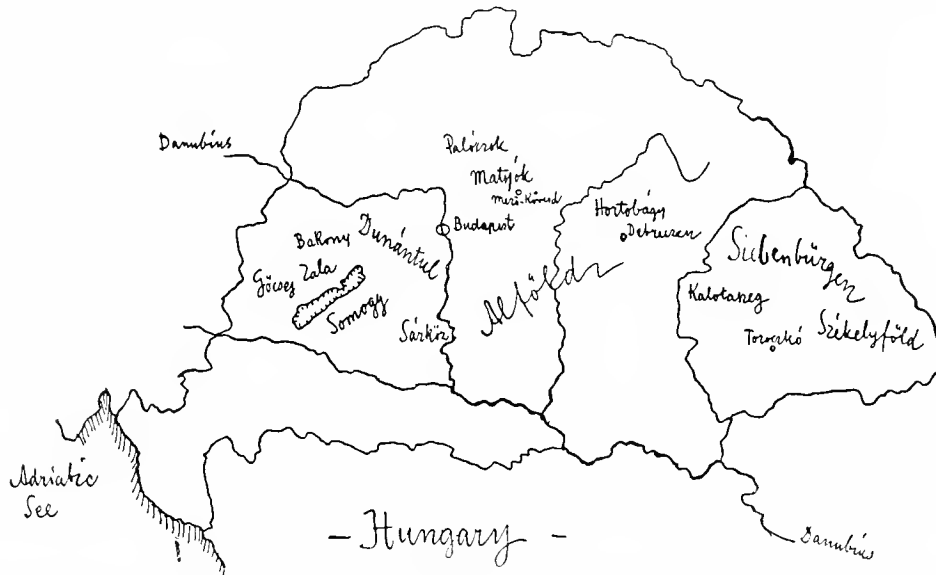 Danubius
Palóczok
Matyók
Mező-Kövesd
Budapest
Hortobágy
Debreczen
Bakony
Dunántul
Göcsej
Zala
Somogy
Sárköz
Alföld
Siebenbürgen
Kalotaszeg
Toroczkó
Székelyföld
Adriatic
See
- Hungary -
Danubius